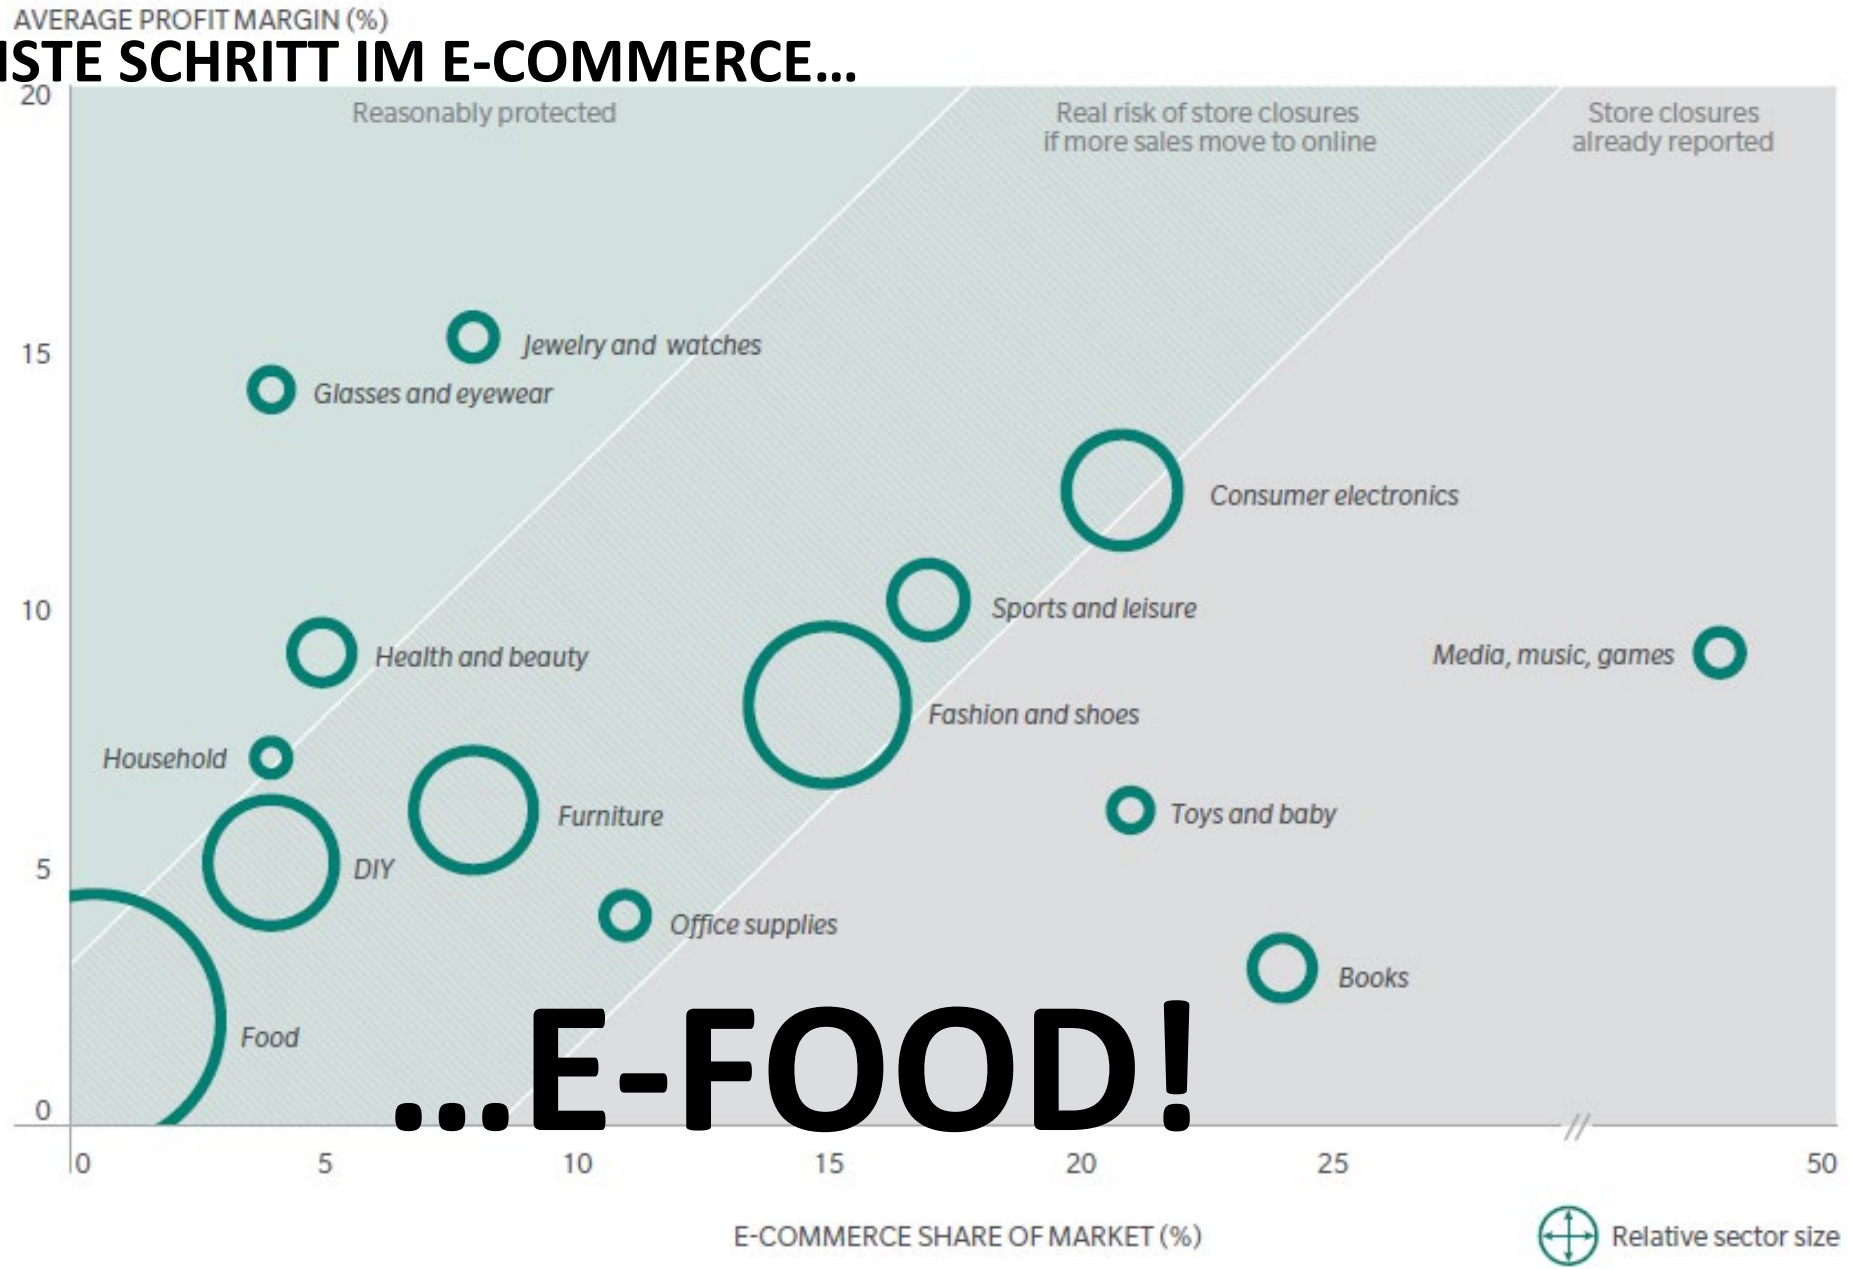 AVERAGE PROFIT MARGIN (%)
SCHRITT IM E-COMMERCE...
20
Reasonably protected
Real risk of store closures
if more sales move to online
Store closures
already reported
15
Jewelry and watches
Glasses and eyewear
Consumer electronics
10
Sports and leisure
Health and beauty
Media, music, games
Fashion and shoes
Household
Furniture
Toys and baby
5
DIY
Office supplies
Books
Food
...E-FOOD!
0
0 5 10 15 20 25 // 50
E-COMMERCE SHARE OF MARKET (%)
Relative sector size